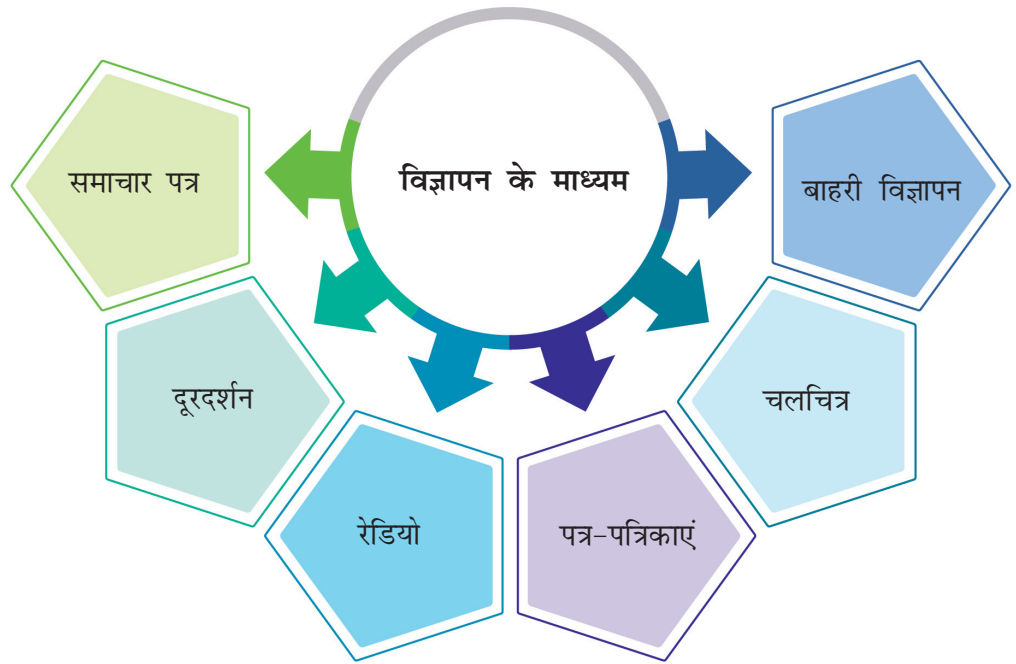 विज्ञापन के माध्यम
समाचार पत्र
दूरदर्शन
रेडियो
पत्र-पत्रिकाएं
चलचित्र
बाहरी विज्ञापन